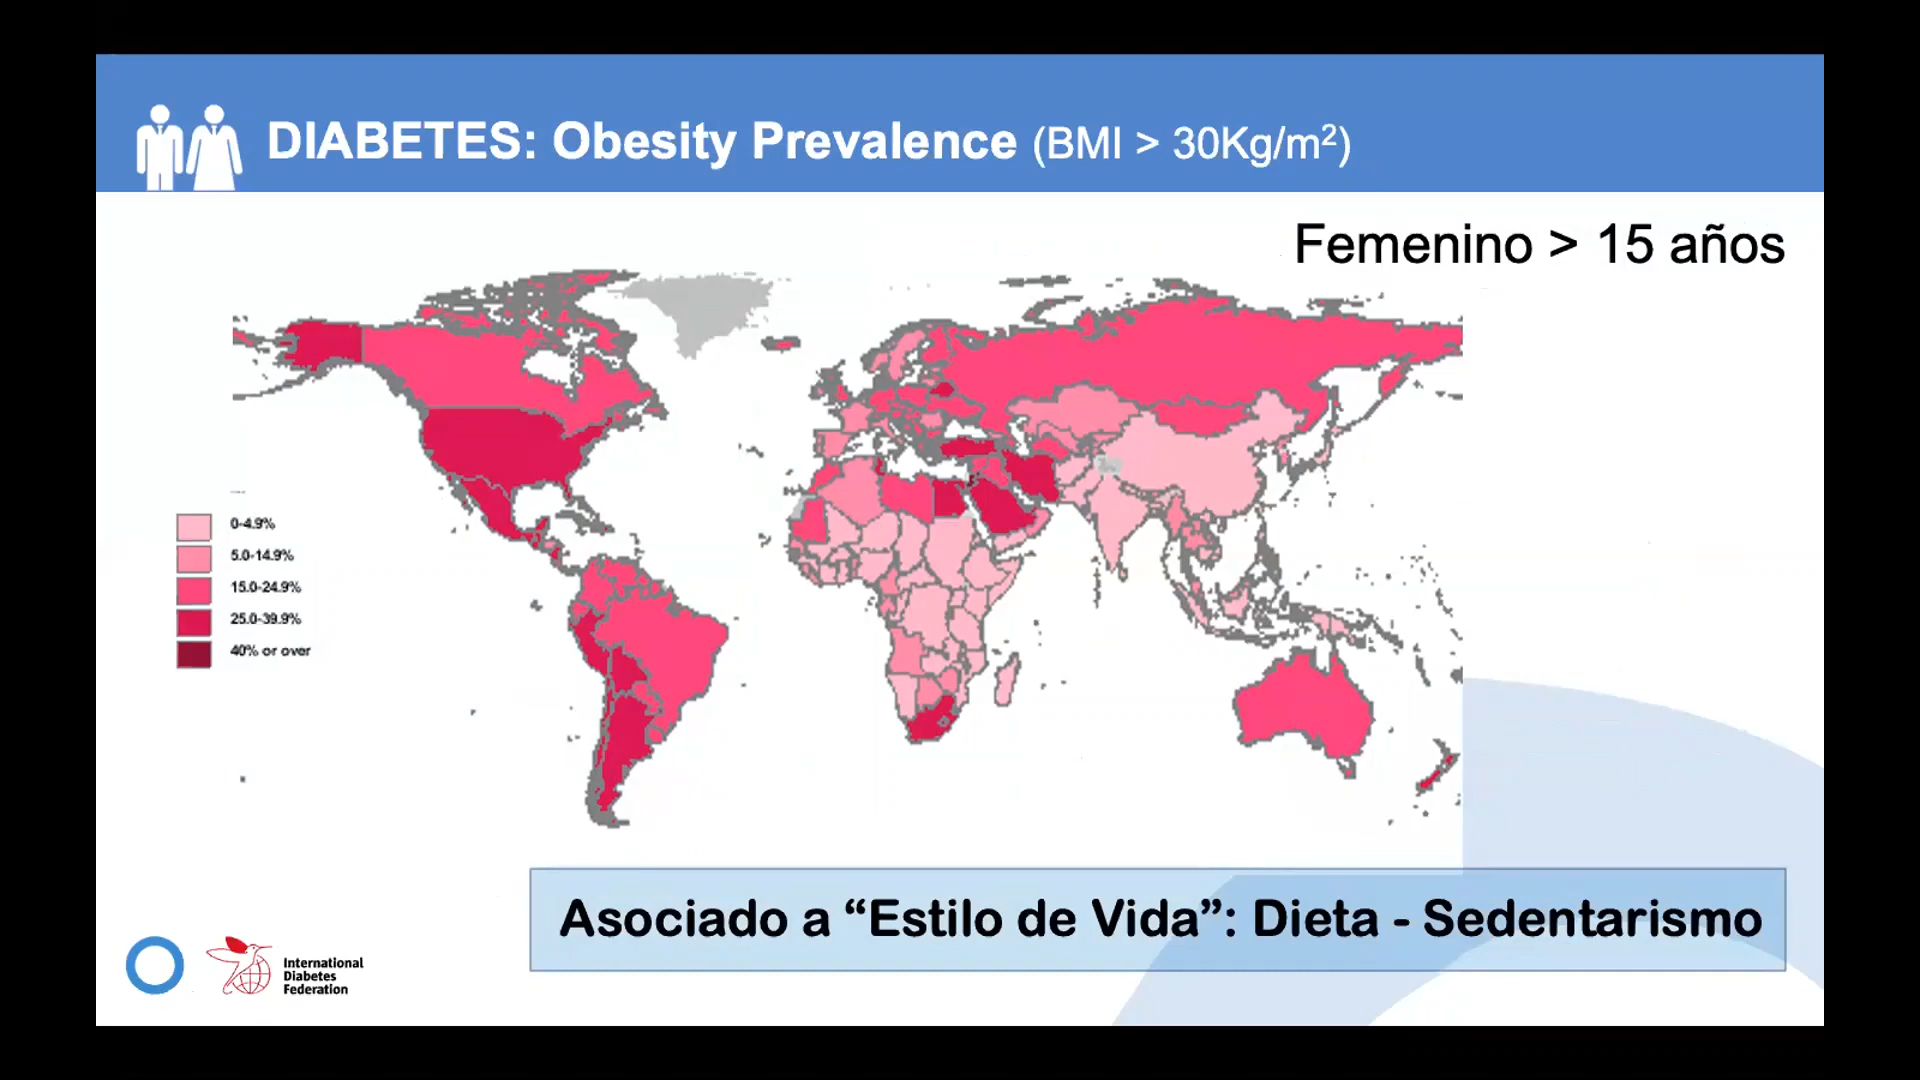 DIABETES: Obesity Prevalence (BMI > 30Kg/m²)
Femenino > 15 años
0-4.9%
5.0-14.9%
15.0-24.9%
25.0-39.9%
40% or over
Asociado a “Estilo de Vida”: Dieta - Sedentarismo
International
Diabetes
Federation